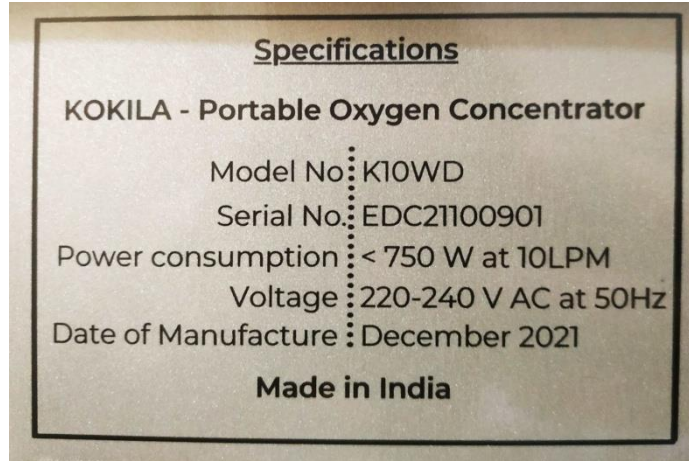 Specifications
KOKILA - Portable Oxygen Concentrator
Model No: K10WD
Serial No.: EDC21100901
Power consumption : < 750 W at 10LPM
Voltage : 220-240 V AC at 50Hz
Date of Manufacture : December 2021
Made in India